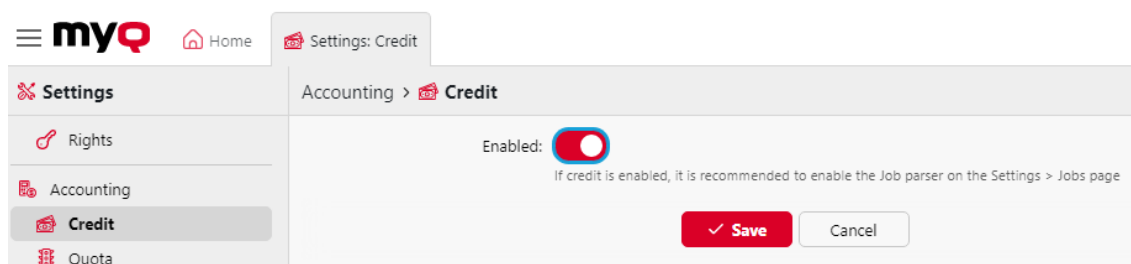 myQ
Home
Settings: Credit
Settings
Accounting > Credit
Rights
Enabled:
If credit is enabled, it is recommended to enable the Job parser on the Settings > Jobs page
Accounting
Credit
Save
Cancel
Quota